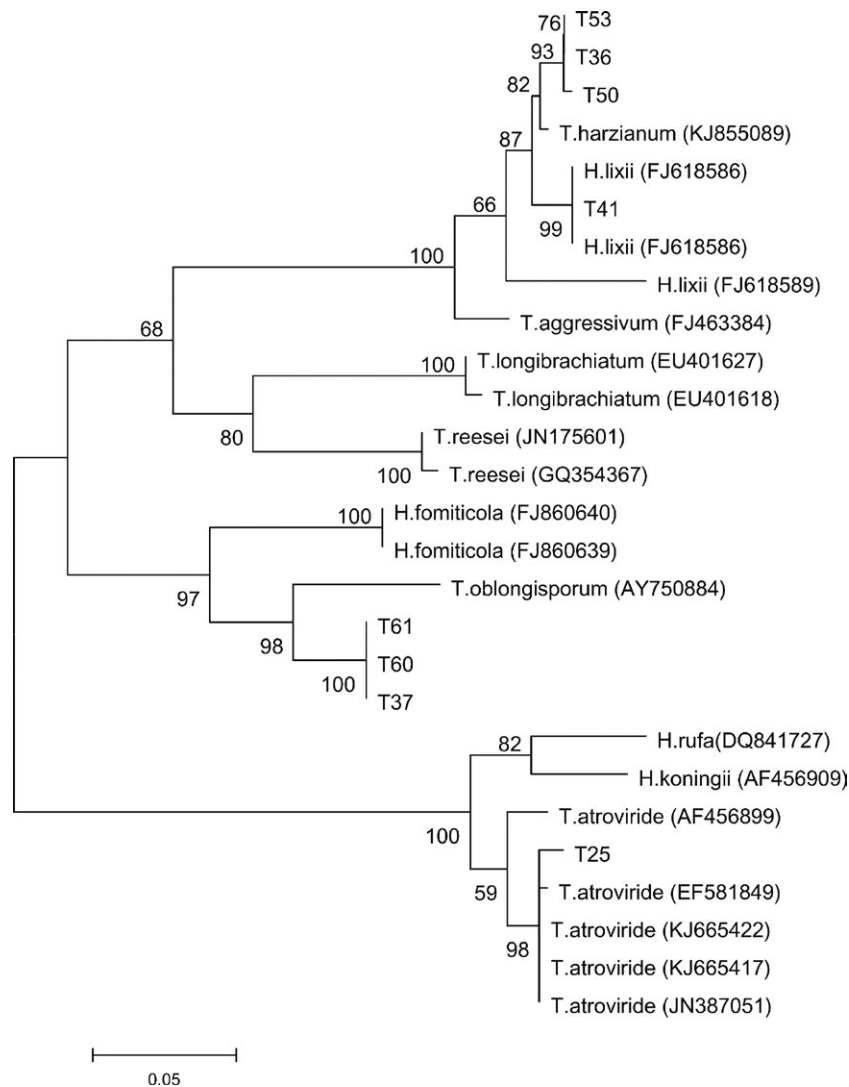 76
T53
93
T36
82
T50
87
T.harzianum (KJ855089)
H.lixii (FJ618586)
66
T41
99
H.lixii (FJ618586)
100
H.lixii (FJ618589)
68
T.aggressivum (FJ463384)
100
T.longibrachiatum (EU401627)
T.longibrachiatum (EU401618)
80
T.reesei (JN175601)
100
T.reesei (GQ354367)
100
H.fomiticola (FJ860640)
H.fomiticola (FJ860639)
97
T.oblongisporum (AY750884)
98
T61
T60
100
T37
82
H.rufa(DQ841727)
H.koningii (AF456909)
100
T.atroviride (AF456899)
59
T25
T.atroviride (EF581849)
98
T.atroviride (KJ665422)
T.atroviride (KJ665417)
T.atroviride (JN387051)
0.05